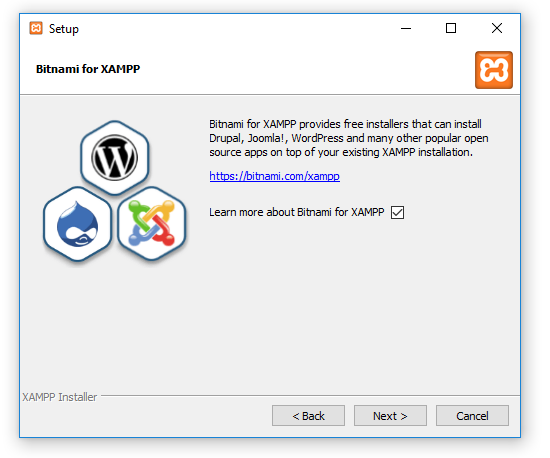 Setup
Bitnami for XAMPP
Bitnami for XAMPP provides free installers that can install
Drupal, Joomla!, WordPress and many other popular open
source apps on top of your existing XAMPP installation.
https://bitnami.com/xampp
Learn more about Bitnami for XAMPP
XAMPP Installer
< Back
Next >
Cancel